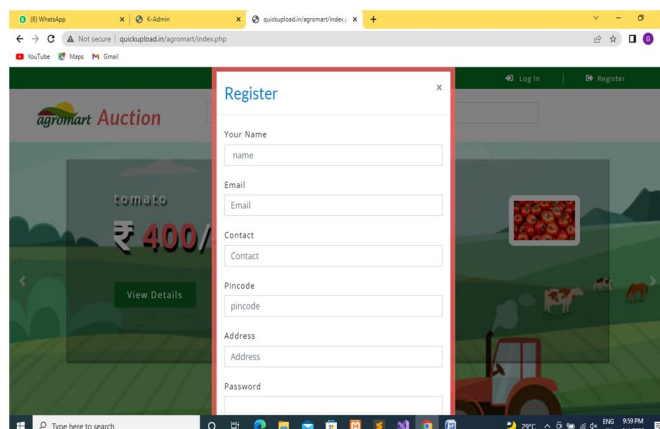 (6) WhatsApp
K-Admin
quickupload.in/agromart/index.p
Not secure | quickupload.in/agromart/index.php
YouTube Maps Gmail
Log In
Register
agromart Auction
Register
×
Your Name
name
Email
Email
Contact
Contact
Pincode
pincode
Address
Address
Password
tomato
₹ 400/
View Details
Type here to search
29°C
ENG
9:59 PM